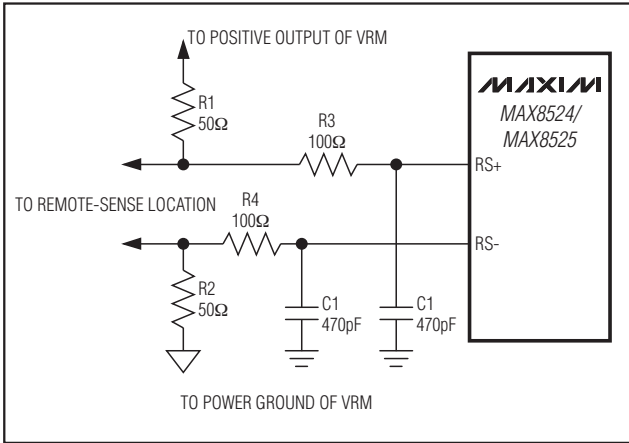 TO POSITIVE OUTPUT OF VRM
R1
50Ω
R3
100Ω
MAXIM
MAX8524/
MAX8525
RS+
TO REMOTE-SENSE LOCATION
R4
100Ω
RS-
R2
50Ω
C1
470pF
C1
470pF
TO POWER GROUND OF VRM